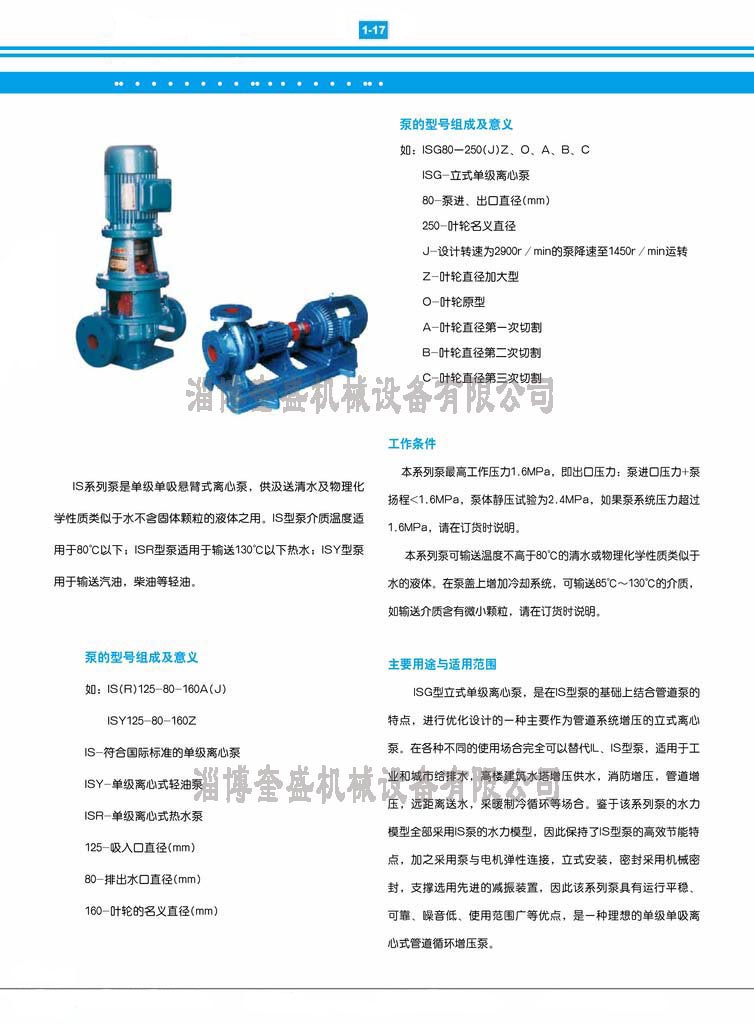 1-17
IS系列泵是单级单吸悬臂式离心泵，供汲送清水及物理化
学性质类似于水不含固体颗粒的液体之用。IS型泵介质温度适
用于80℃以下；ISR型泵适用于输送130℃以下热水；ISY型泵
用于输送汽油，柴油等轻油。
泵的型号组成及意义
如：IS(R)125-80-160A(J)
ISY125-80-160Z
IS-符合国际标准的单级离心泵
ISY-单级离心式轻油泵
ISR-单级离心式热水泵
125-吸入口直径(mm)
80-排出水口直径(mm)
160-叶轮的名义直径(mm)
泵的型号组成及意义
如：ISG80-250(J)Z、O、A、B、C
ISG-立式单级离心泵
80-泵进、出口直径(mm)
250-叶轮名义直径
J-设计转速为2900r/min的泵降速至1450r/min运转
Z-叶轮直径加大型
O-叶轮原型
A-叶轮直径第一次切割
B-叶轮直径第二次切割
C-叶轮直径第三次切割
淄博奎盛机械设备有限公司
工作条件
本系列泵最高工作压力1.6MPa，即出口压力：泵进口压力+泵
扬程<1.6MPa，泵体静压试验为2.4MPa，如果泵系统压力超过
1.6MPa，请在订货时说明。
本系列泵可输送温度不高于80℃的清水或物理化学性质类似于
水的液体。在泵盖上增加冷却系统，可输送85℃～130℃的介质，
如输送介质含有微小颗粒，请在订货时说明。
主要用途与适用范围
ISG型立式单级离心泵，是在IS型泵的基础上结合管道泵的
特点，进行优化设计的一种主要作为管道系统增压的立式离心
泵。在各种不同的使用场合完全可以替代IL、IS型泵，适用于工
业和城市给排水，高楼建筑水塔增压供水，消防增压，管道增
压，远距离送水，采暖制冷循环等场合。鉴于该系列泵的水力
模型全部采用IS泵的水力模型，因此保持了IS型泵的高效节能特
点，加之采用泵与电机弹性连接，立式安装，密封采用机械密
封，支撑选用先进的减振装置，因此该系列泵具有运行平稳、
可靠、噪音低、使用范围广等优点，是一种理想的单级单吸离
心式管道循环增压泵。
淄博奎盛机械设备有限公司